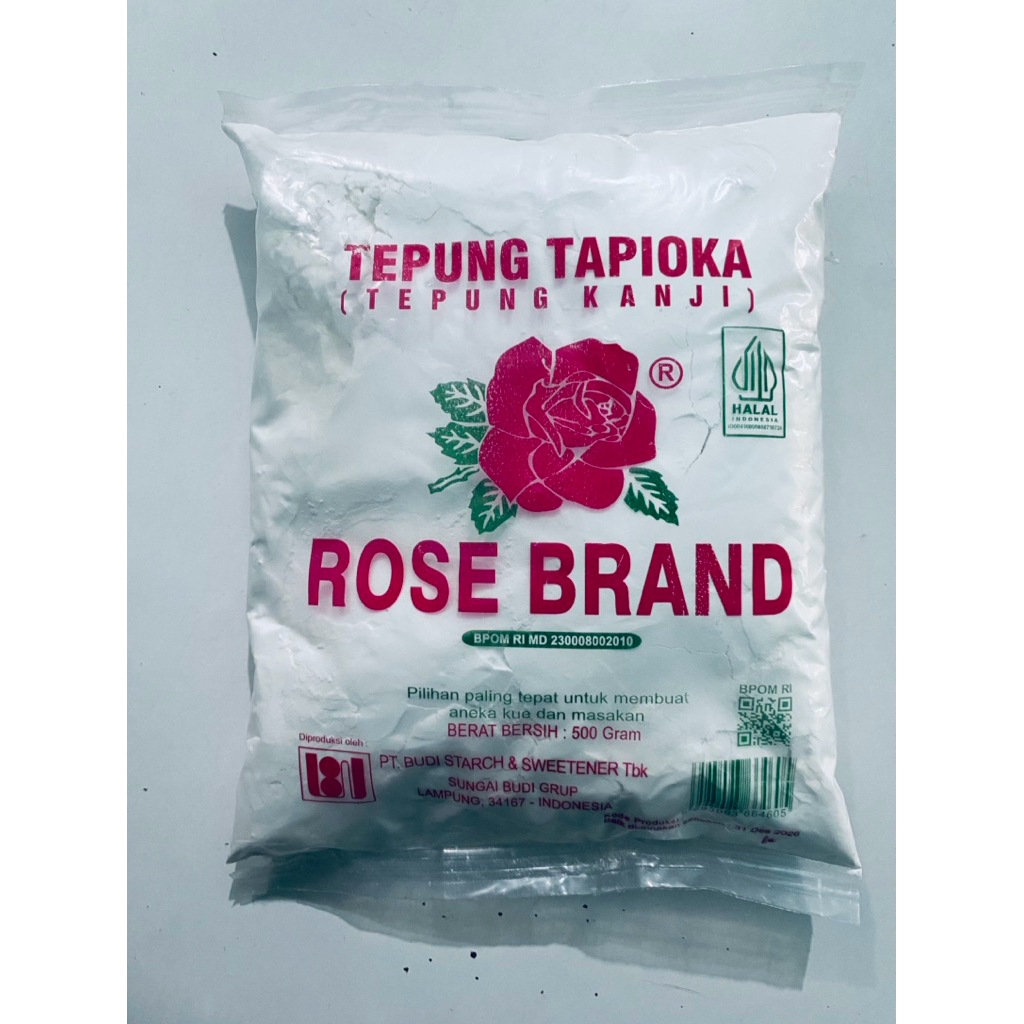 TEPUNG TAPIOKA
(TEPUNG KANJI)
®
HALAL
INDONESIA
ROSE BRAND
BPOM RI MD 230008002010
Pilihan paling tepat untuk membuat
aneka kue dan masakan
BERAT BERSIH : 500 Gram
BPOM RI
Diproduksi oleh :
PT. BUDI STARCH & SWEETENER Tbk
SUNGAI BUDI GRUP
LAMPUNG, 34167 - INDONESIA
Kode Produksi